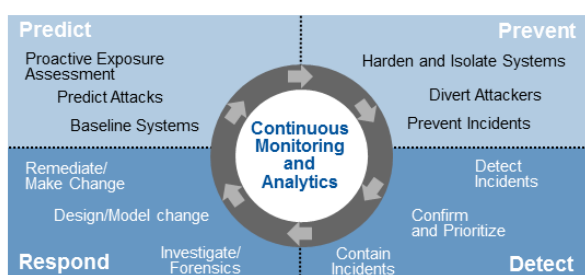 Predict
Proactive Exposure
Assessment
Predict Attacks
Baseline Systems
Prevent
Harden and Isolate Systems
Divert Attackers
Prevent Incidents
Continuous
Monitoring
and
Analytics
Remediate/
Make Change
Design/Model change
Investigate/
Forensics
Respond
Detect
Incidents
Confirm
and Prioritize
Contain
Incidents
Detect